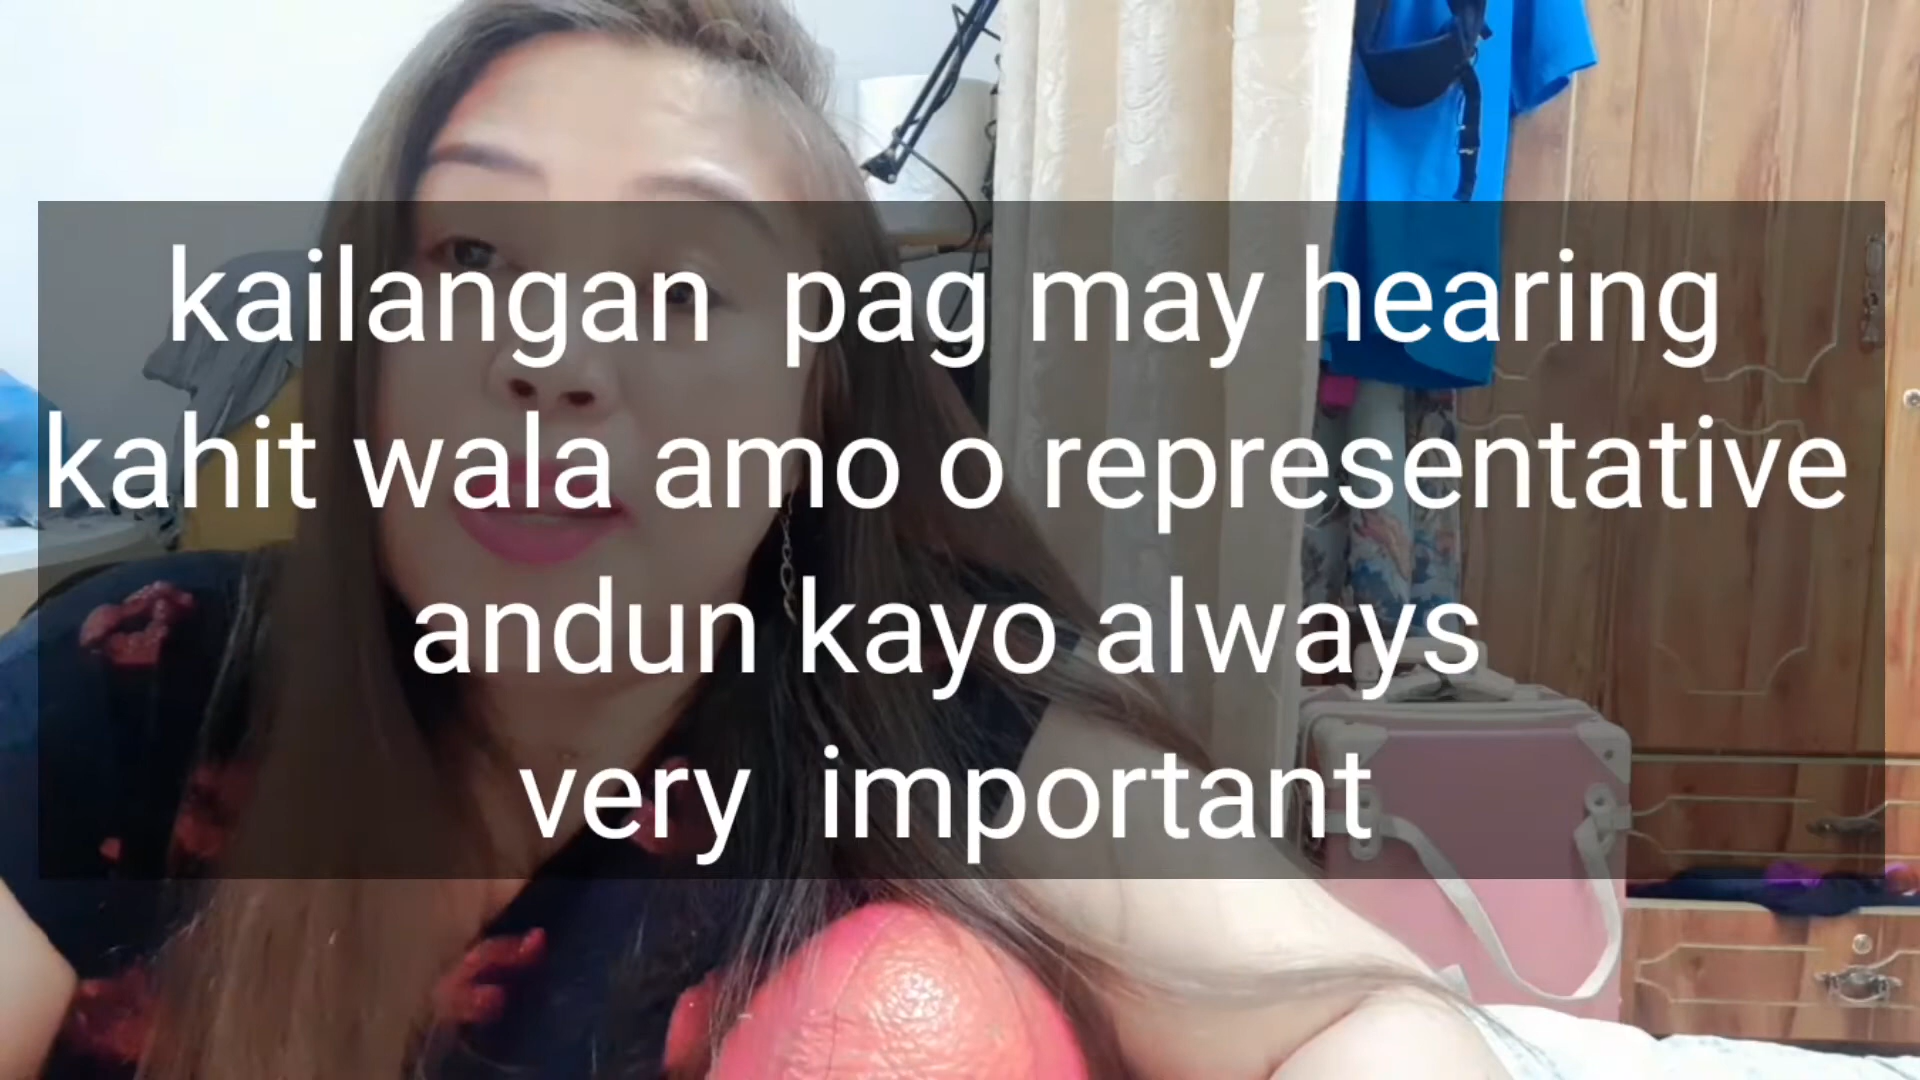 kailangan pag may hearing
kahit wala amo o representative
andun kayo always
very important